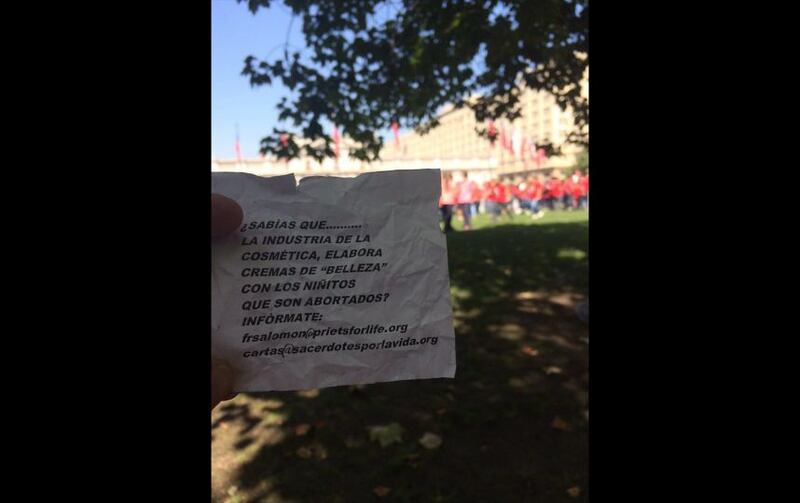 ¿SABÍAS QUE..........
LA INDUSTRIA DE LA
COSMÉTICA, ELABORA
CREMAS DE “BELLEZA”
CON LOS NIÑITOS
QUE SON ABORTADOS?
INFÓRMATE:
frsalomon@prietsforlife.org
cartas@sacerdotesporlavida.org